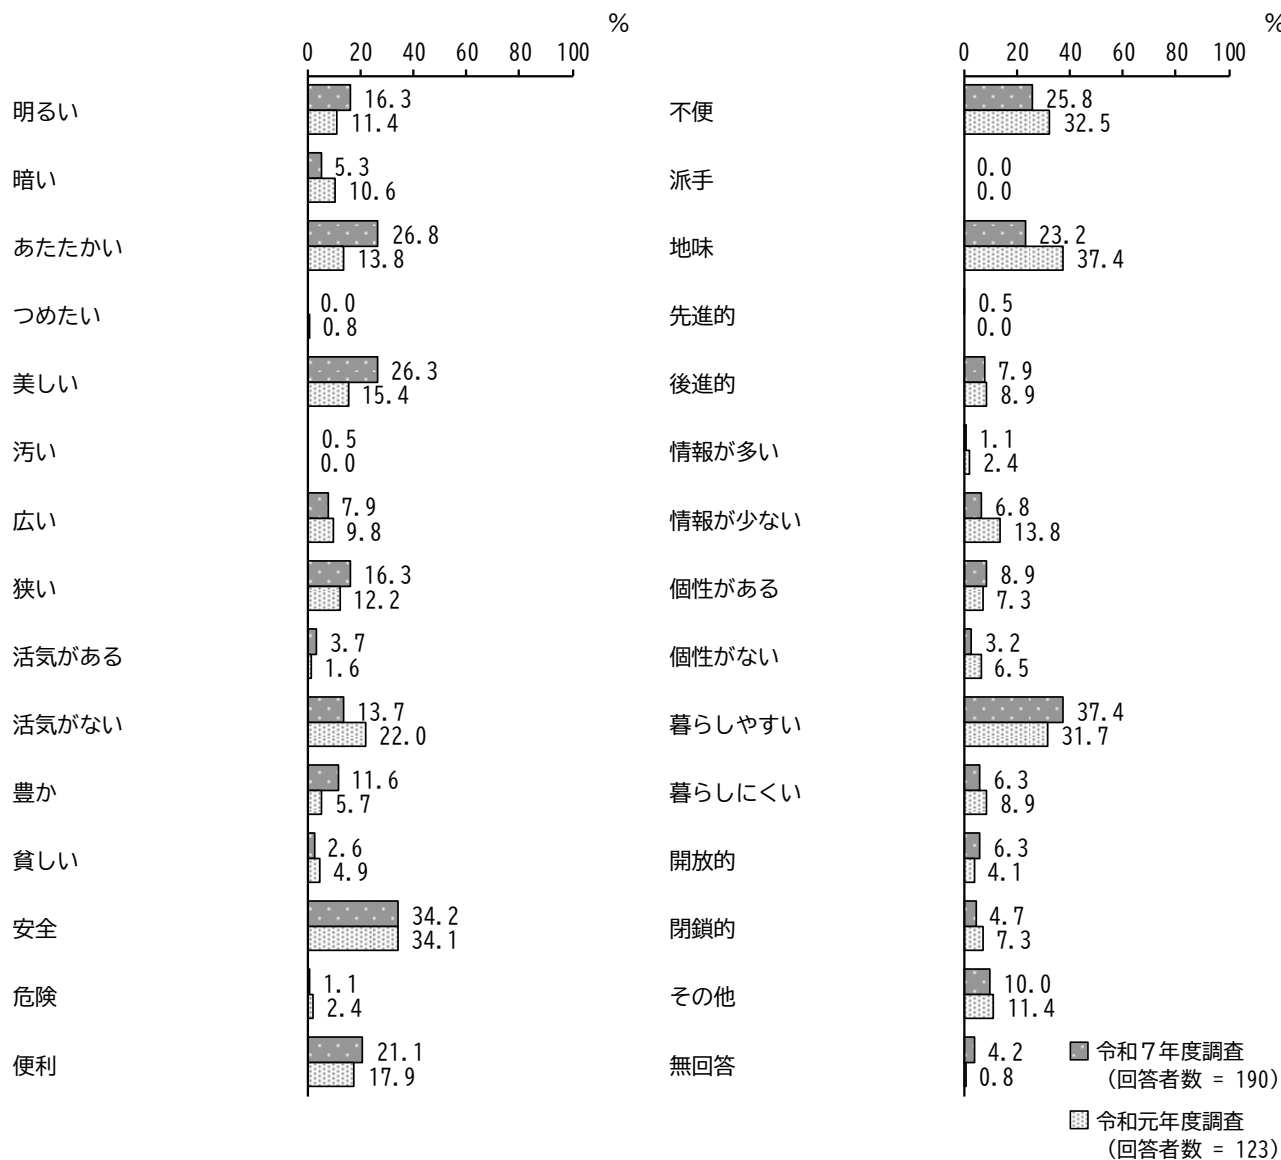 %
0 20 40 60 80 100
明るい 16.3
11.4
暗い 5.3
10.6
あたたかい 26.8
13.8
つめたい 0.0
0.8
美しい 26.3
15.4
汚い 0.5
0.0
広い 7.9
9.8
狭い 16.3
12.2
活気がある 3.7
1.6
活気がない 13.7
22.0
豊か 11.6
5.7
貧しい 2.6
4.9
安全 34.2
34.1
危険 1.1
2.4
便利 21.1
17.9
%
0 20 40 60 80 100
不便 25.8
32.5
派手 0.0
0.0
地味 23.2
37.4
先進的 0.5
0.0
後進的 7.9
8.9
情報が多い 1.1
2.4
情報が少ない 6.8
13.8
個性がある 8.9
7.3
個性がない 3.2
6.5
暮らしやすい 37.4
31.7
暮らしにくい 6.3
8.9
開放的 6.3
4.1
閉鎖的 4.7
7.3
その他 10.0
11.4
無回答 4.2
0.8
令和７年度調査
（回答者数 = 190）
令和元年度調査
（回答者数 = 123）